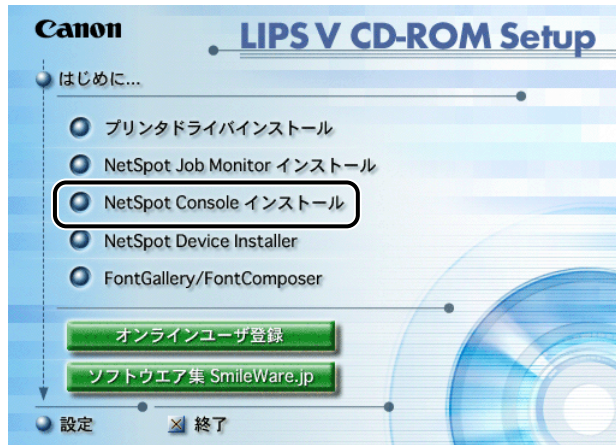 Canon
LIPS V CD-ROM Setup
はじめに...
プリンタドライバインストール
NetSpot Job Monitor インストール
NetSpot Console インストール
NetSpot Device Installer
FontGallery/FontComposer
オンラインユーザ登録
ソフトウエア集 SmileWare.jp
設定 終了